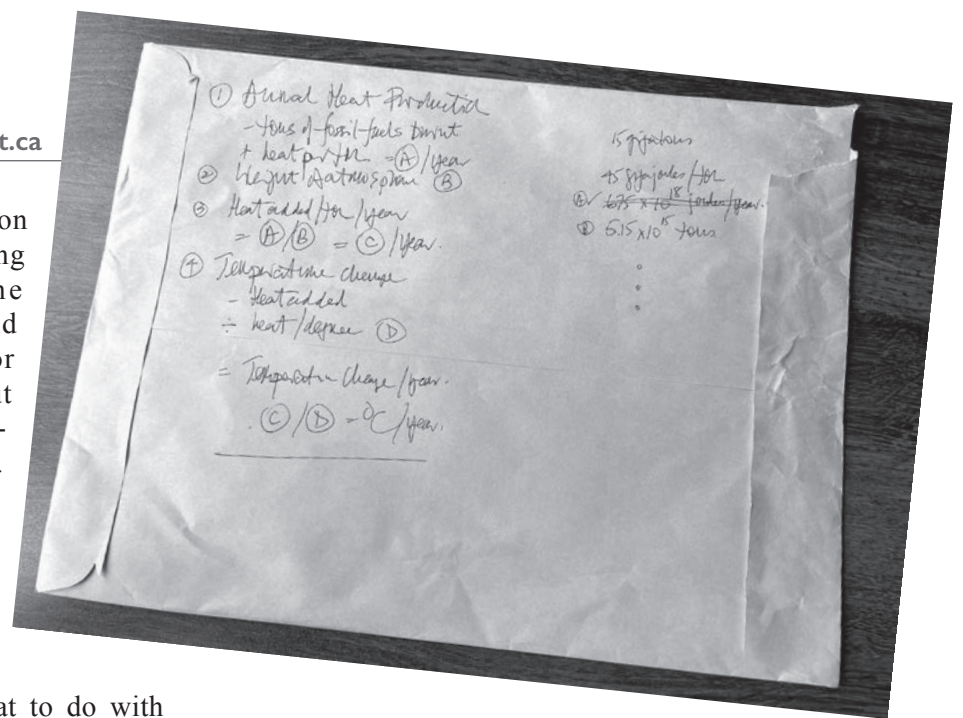 t.ca
on
ng
ne
d
or
ut
-
① Annual Heat Production
- tons of fossil-fuels burnt
+ heat per ton = Ⓐ/year
② Weight of atmosphere Ⓑ
③ Heat added/ton/year
= Ⓐ/Ⓑ = Ⓒ/year.
④ Temperature change
- Heat added
÷ heat/degree Ⓓ
= Temperature Change/year.
Ⓒ/Ⓓ = °C/year.
15 gigatons
45 gigajoules/ton
Ⓐ 675 x 10^18 joules/year.
Ⓑ 5.15 x 10^15 tons
at to do with